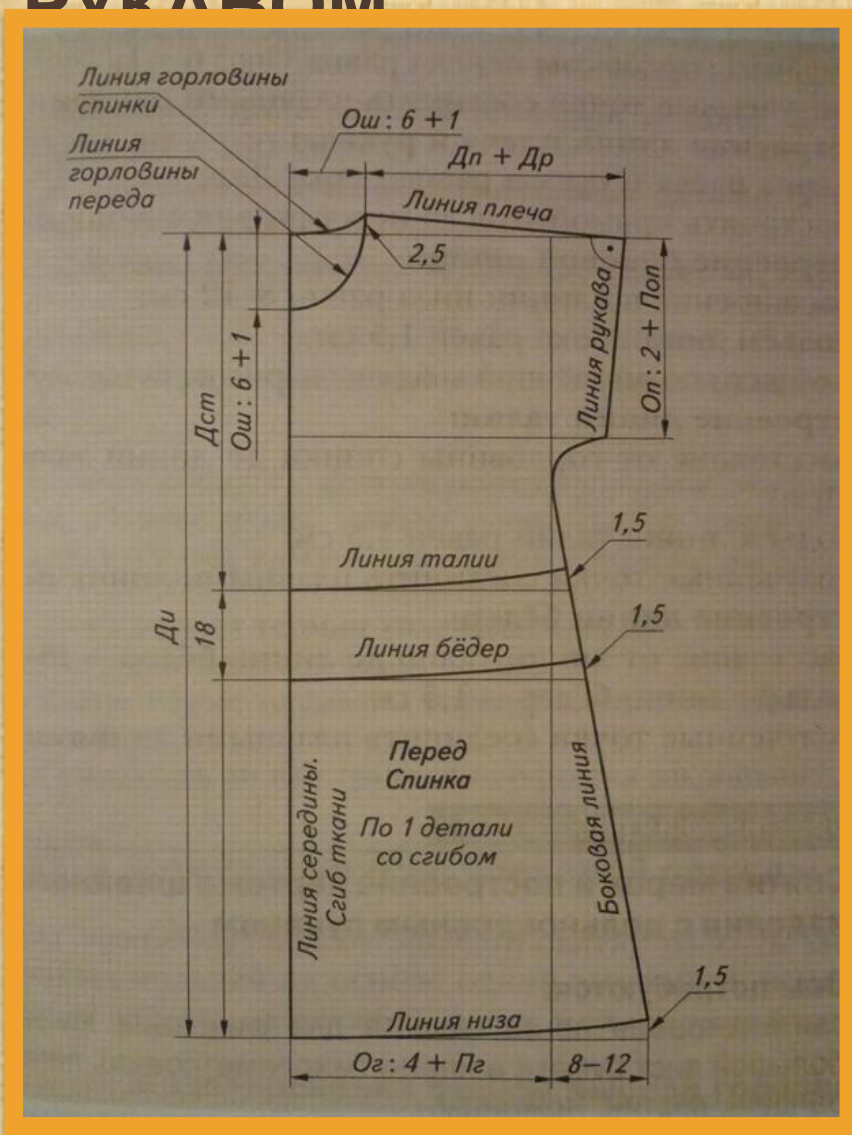 РУКАВОМ
Линия горловины
спинки
Линия
горловины
переда
Ош : 6 + 1
Дп + Др
Линия плеча
2,5
Линия рукава
Оп : 2 + Поп
Ош : 6 + 1
Дст
Ди
18
Линия талии
1,5
Линия бёдер
1,5
Перед
Спинка
По 1 детали
со сгибом
Линия середины.
Сгиб ткани
Боковая линия
1,5
Линия низа
Ог : 4 + Пг
8–12